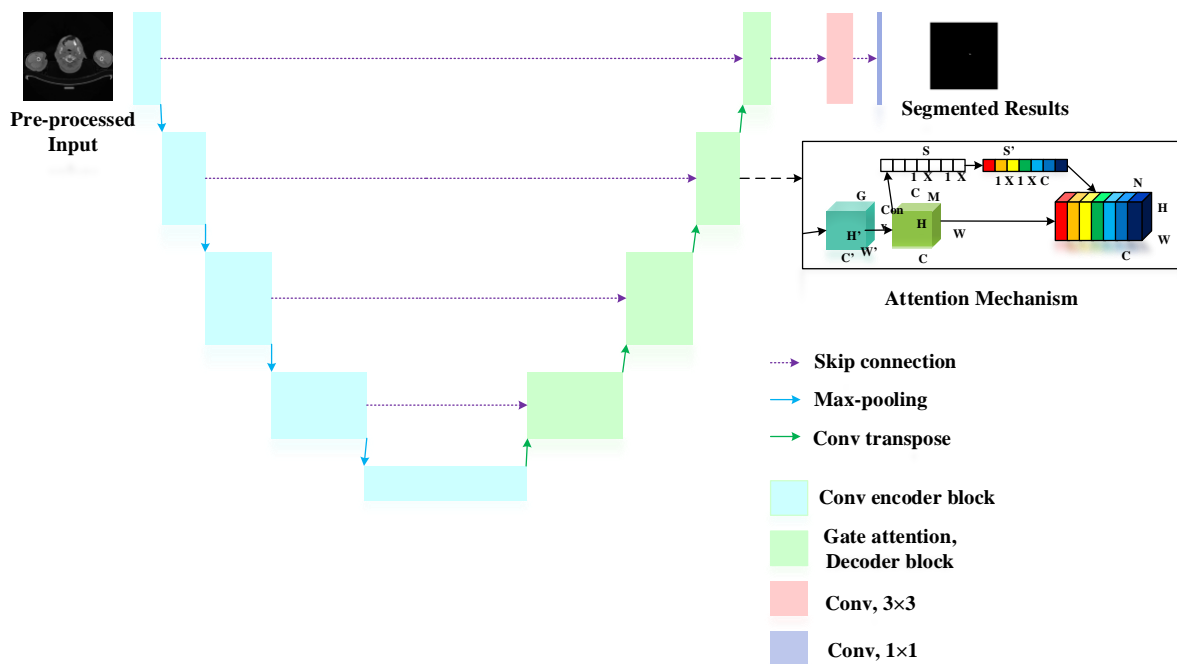 Pre-processed
Input
Segmented Results
S
1 X 1 X
C
S’
1 X 1 X C
G
Con
v
H’
W’
C’
M
H
W
C
N
H
W
C
Attention Mechanism
Skip connection
Max-pooling
Conv transpose
Conv encoder block
Gate attention,
Decoder block
Conv, 3×3
Conv, 1×1